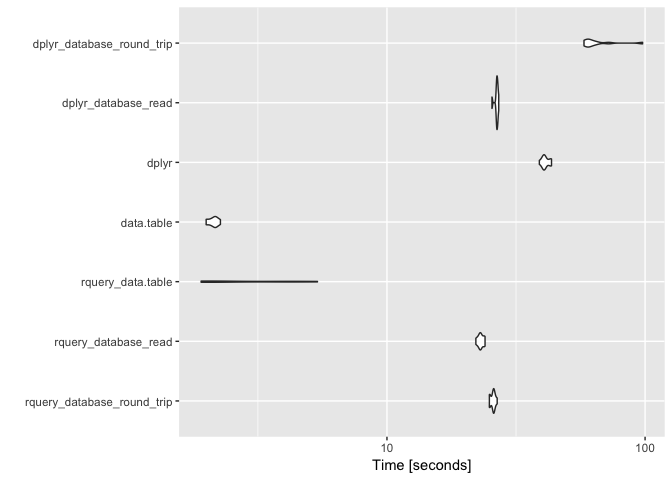 dplyr_database_round_trip
dplyr_database_read
dplyr
data.table
rquery_data.table
rquery_database_read
rquery_database_round_trip
10
100
Time [seconds]